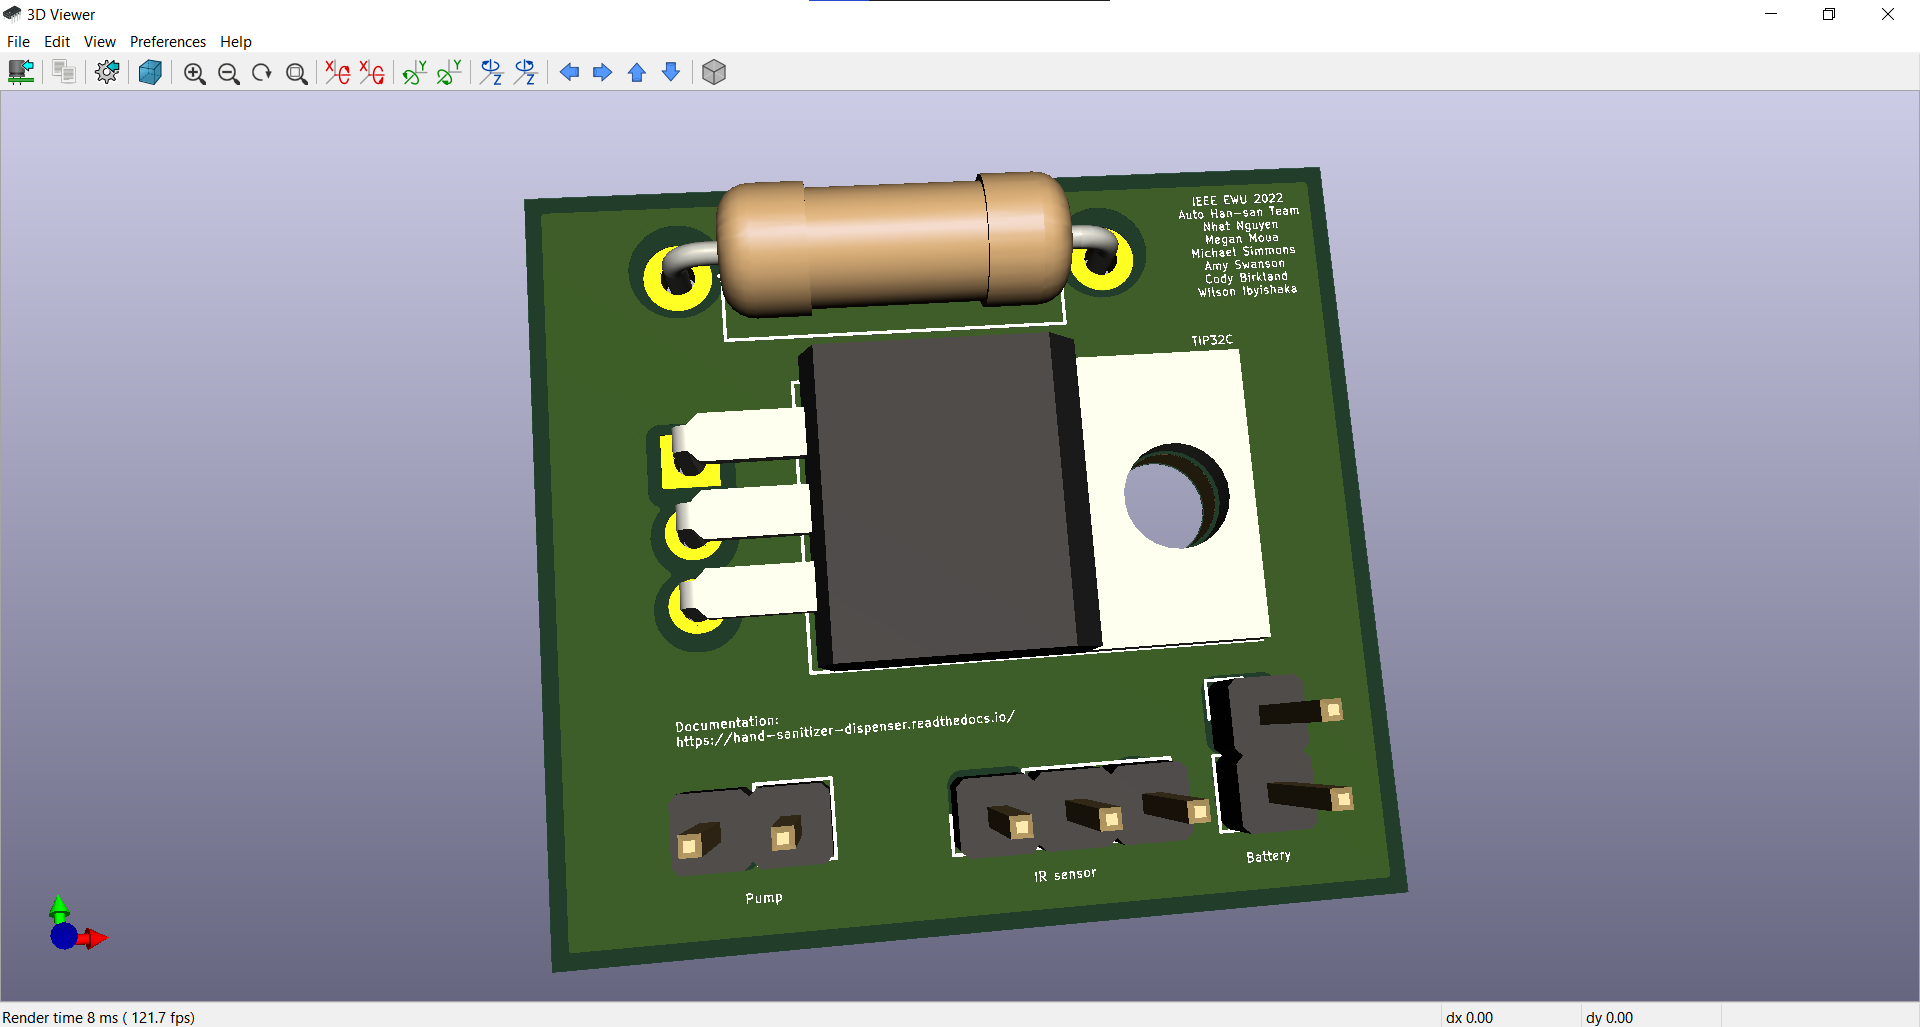 3D Viewer
File Edit View Preferences Help
IEEE EWU 2022
Auto Han-san Team
Nhat Nguyen
Megan Moua
Michael Simmons
Amy Swanson
Cody Birkland
Wilson Ibyishaka
TIP32C
Documentation:
https://hand-sanitizer-dispenser.readthedocs.io/
Pump
IR sensor
Battery
Render time 8 ms ( 121.7 fps)
dx 0.00
dy 0.00